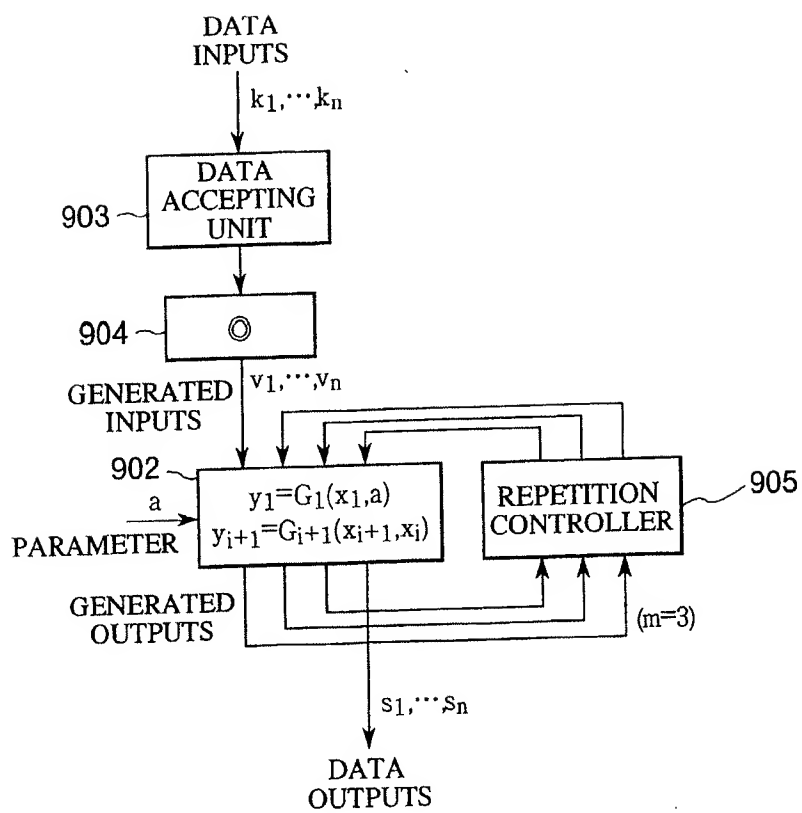 DATA
INPUTS
k1,⋯,kn
DATA
ACCEPTING
UNIT
903
904
◎
GENERATED
INPUTS
v1,⋯,vn
902
a
PARAMETER
y1=G1(x1,a)
yi+1=Gi+1(xi+1,xi)
REPETITION
CONTROLLER
905
GENERATED
OUTPUTS
(m=3)
s1,⋯,sn
DATA
OUTPUTS